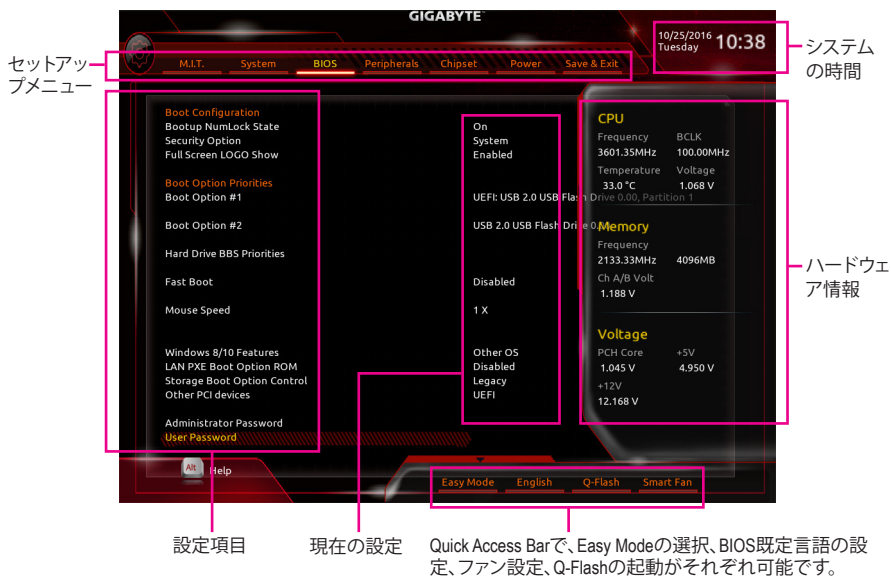 GIGABYTE
10/25/2016
Tuesday
10:38
システム
の時間
セットアッ
プメニュー
M.I.T. System BIOS Peripherals Chipset Power Save & Exit
Boot Configuration
Bootup NumLock State On
Security Option System
Full Screen LOGO Show Enabled
Boot Option Priorities
Boot Option #1 UEFI: USB 2.0 USB Flash Drive 0.00, Partition 1
Boot Option #2 USB 2.0 USB Flash Drive 0.
Hard Drive BBS Priorities
Fast Boot Disabled
Mouse Speed 1 X
Windows 8/10 Features Other OS
LAN PXE Boot Option ROM Disabled
Storage Boot Option Control Legacy
Other PCI devices UEFI
Administrator Password
User Password
CPU
Frequency BCLK
3601.35MHz 100.00MHz
Temperature Voltage
33.0 °C 1.068 V
Memory
Frequency
2133.33MHz 4096MB
Ch A/B Volt
1.188 V
Voltage
PCH Core +5V
1.045 V 4.950 V
+12V
12.168 V
ハードウェ
ア情報
Alt Help
Easy Mode English Q-Flash Smart Fan
設定項目
現在の設定
Quick Access Barで、Easy Modeの選択、BIOS既定言語の設
定、ファン設定、Q-Flashの起動がそれぞれ可能です。